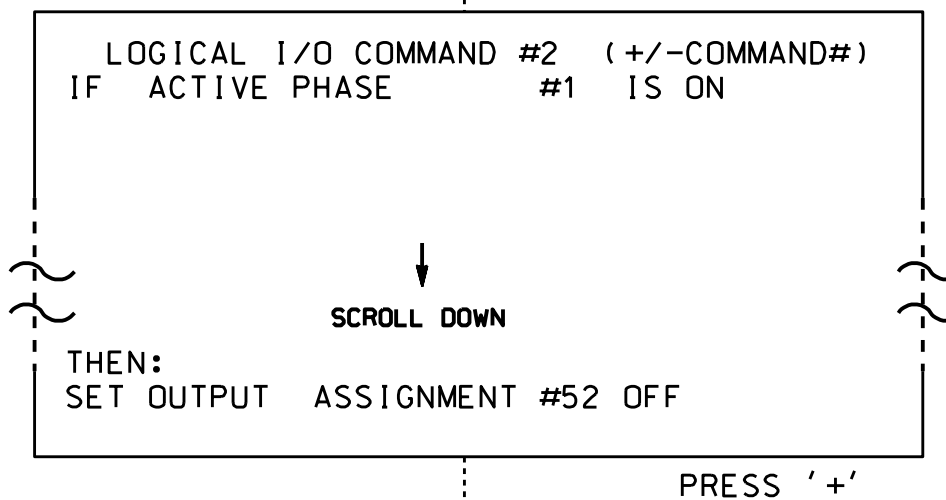 LOGICAL I/O COMMAND #2 (+/-COMMAND#)
IF ACTIVE PHASE #1 IS ON
SCROLL DOWN
THEN:
SET OUTPUT ASSIGNMENT #52 OFF
PRESS '+'